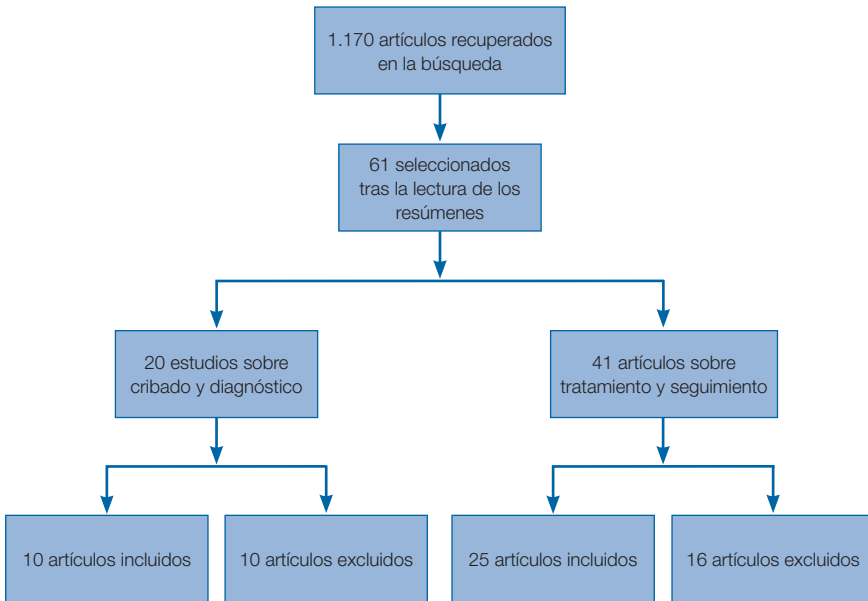 1.170 artículos recuperados
en la búsqueda
61 seleccionados
tras la lectura de los
resúmenes
20 estudios sobre
cribado y diagnóstico
41 artículos sobre
tratamiento y seguimiento
10 artículos incluidos
10 artículos excluidos
25 artículos incluidos
16 artículos excluidos